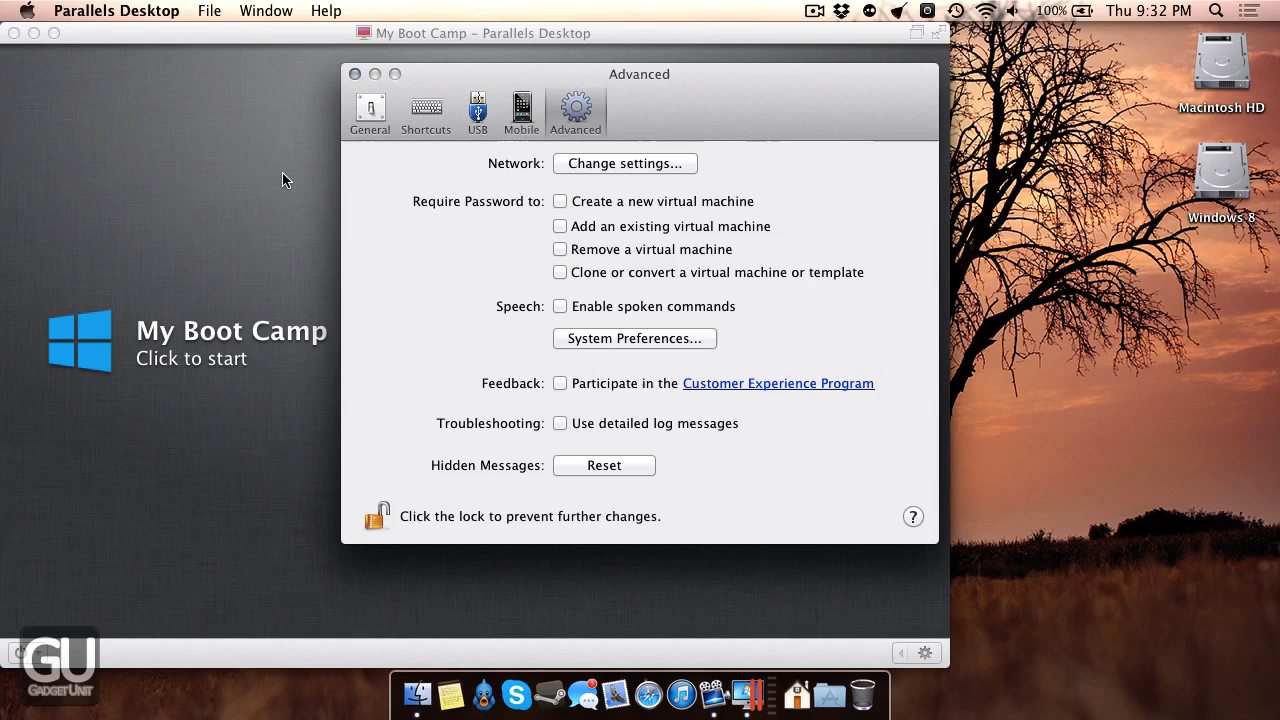 Parallels Desktop File Window Help
100% Thu 9:32 PM
My Boot Camp – Parallels Desktop
Advanced
General Shortcuts USB Mobile Advanced
Network: Change settings...
Require Password to: Create a new virtual machine
Add an existing virtual machine
Remove a virtual machine
Clone or convert a virtual machine or template
Speech: Enable spoken commands
System Preferences...
Feedback: Participate in the Customer Experience Program
Troubleshooting: Use detailed log messages
Hidden Messages: Reset
Click the lock to prevent further changes.
?
My Boot Camp
Click to start
Macintosh HD
Windows 8
GU
GADGETUNIT